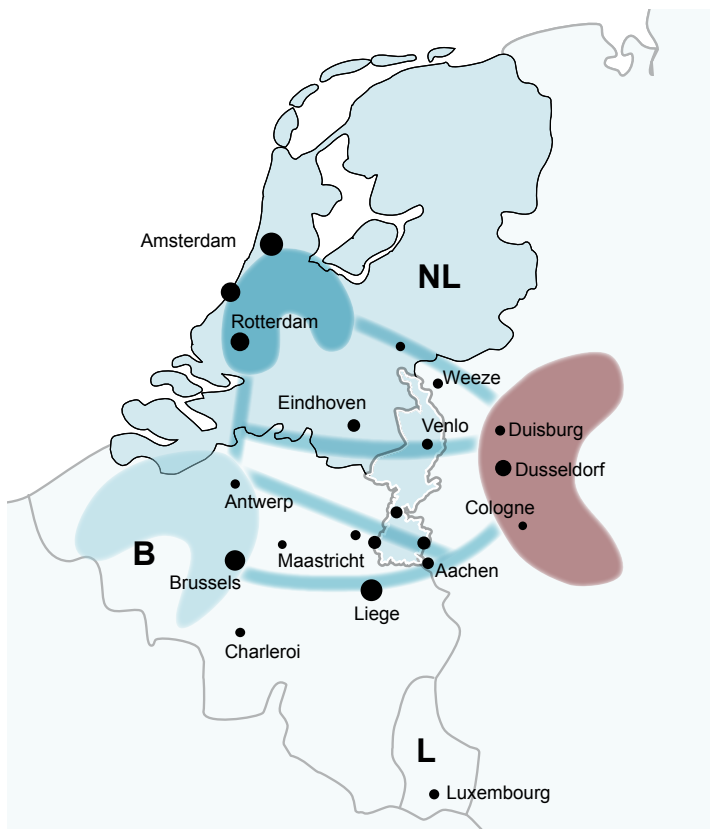 Amsterdam
NL
Rotterdam
Weeze
Eindhoven
Venlo
Duisburg
Dusseldorf
Antwerp
Cologne
B
Maastricht
Aachen
Brussels
Liege
Charleroi
L
Luxembourg